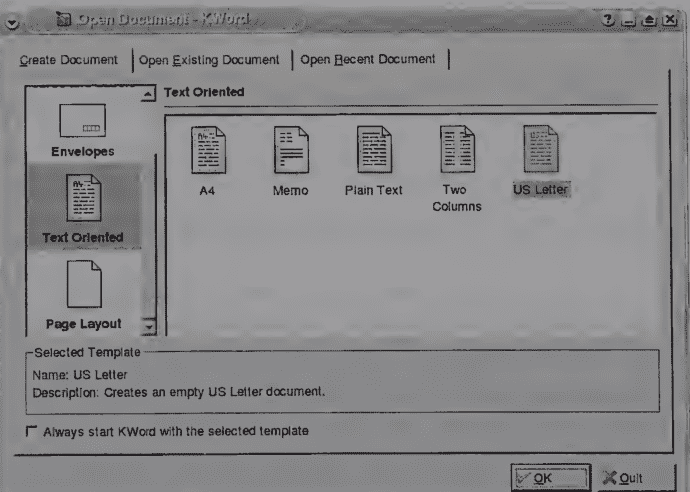 Open Document - KWord
Create Document Open Existing Document Open Recent Document
Text Oriented
Envelopes
Text Oriented
Page Layout
A4 Memo Plain Text Two Columns US Letter
Selected Template
Name: US Letter
Description: Creates an empty US Letter document.
Always start KWord with the selected template
OK Quit